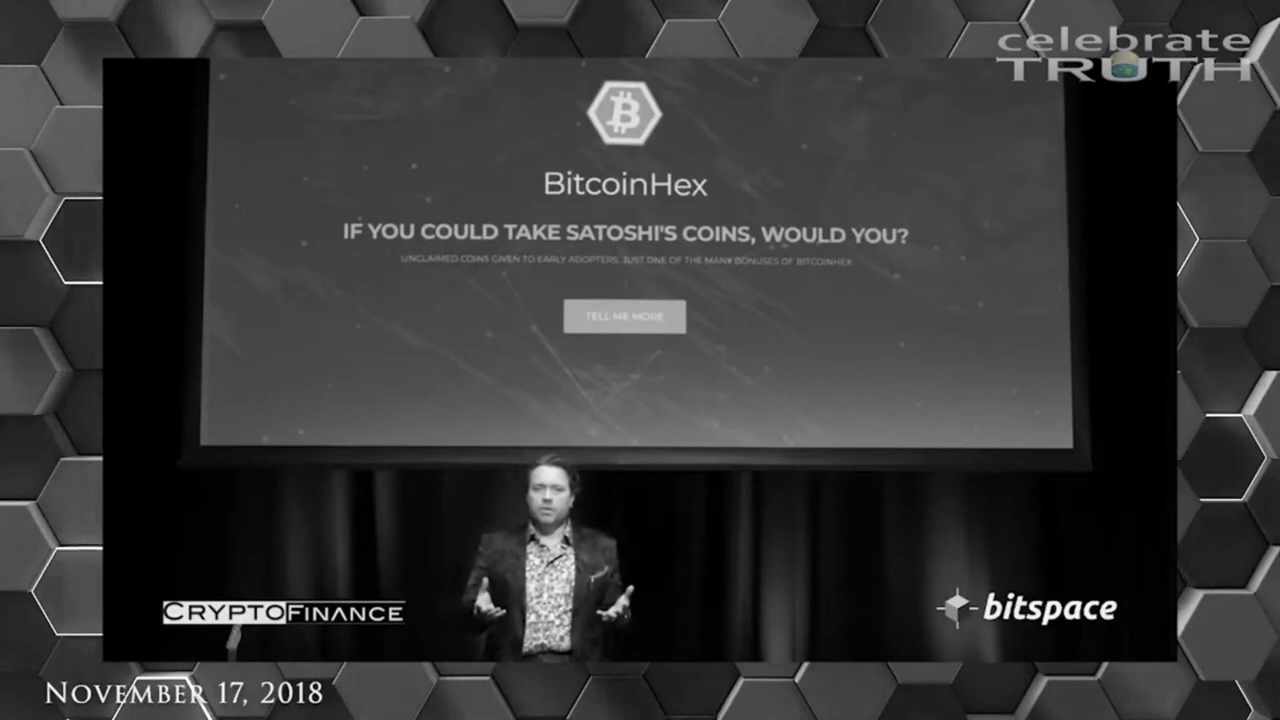 celebrate
TRUTH
BitcoinHex
IF YOU COULD TAKE SATOSHI'S COINS, WOULD YOU?
UNCLAIMED COINS GIVEN TO EARLY ADOPTERS. JUST ONE OF THE MANY BONUSES OF BITCOINHEX
TELL ME MORE
CRYPTOFINANCE
bitspace
NOVEMBER 17, 2018